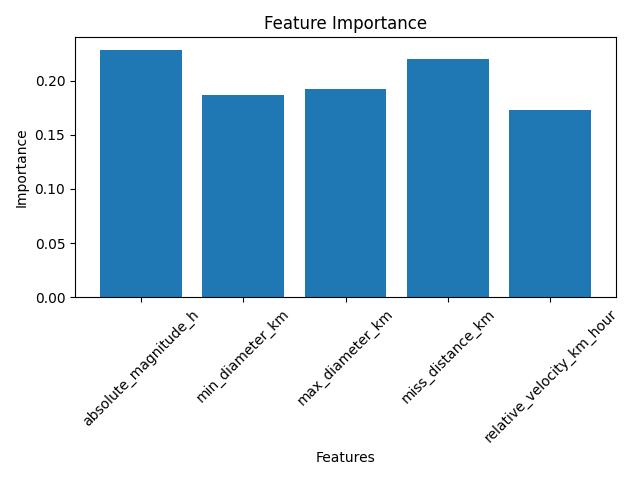 Feature Importance
Importance
0.20
0.15
0.10
0.05
0.00
absolute_magnitude_h
min_diameter_km
max_diameter_km
miss_distance_km
relative_velocity_km_hour
Features